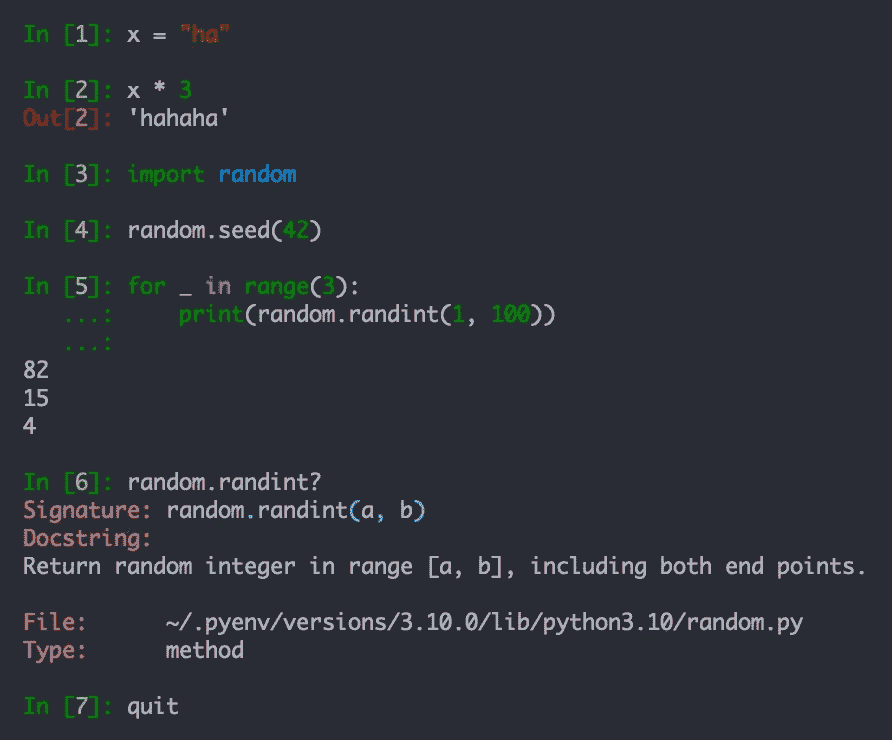 In [1]: x = "ha"
In [2]: x * 3
Out[2]: 'hahaha'
In [3]: import random
In [4]: random.seed(42)
In [5]: for _ in range(3):
   ...:     print(random.randint(1, 100))
   ...:
82
15
4
In [6]: random.randint?
Signature: random.randint(a, b)
Docstring:
Return random integer in range [a, b], including both end points.
File:      ~/.pyenv/versions/3.10.0/lib/python3.10/random.py
Type:      method
In [7]: quit